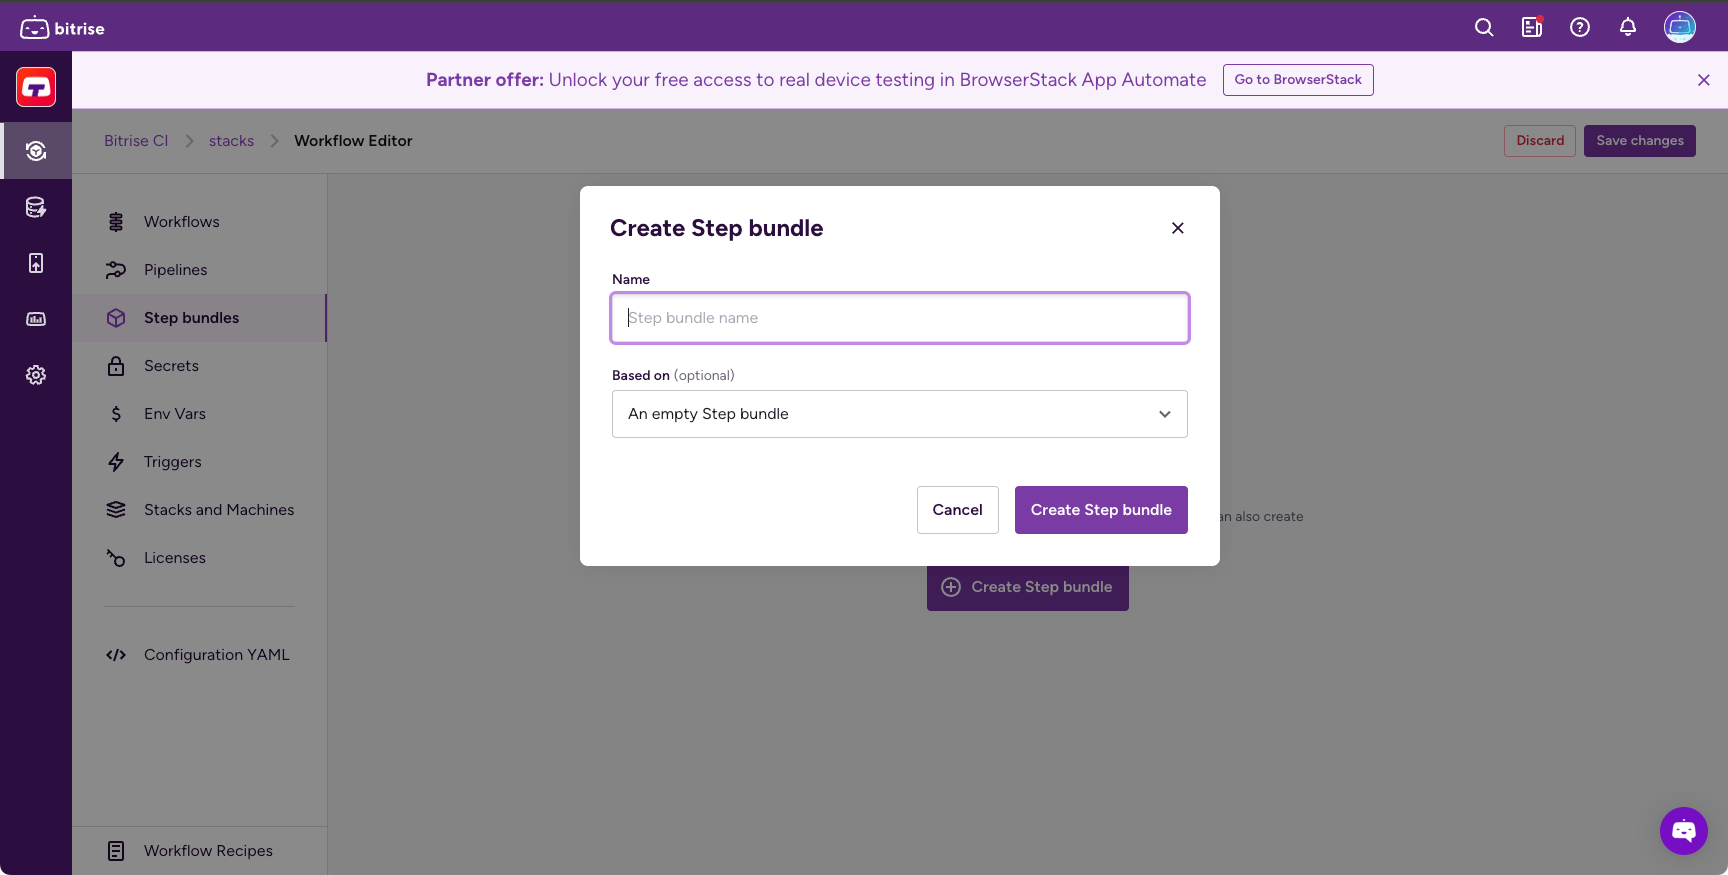 bitrise
Partner offer: Unlock your free access to real device testing in BrowserStack App Automate
Go to BrowserStack
Bitrise CI
stacks
Workflow Editor
Discard
Save changes
Workflows
Pipelines
Step bundles
Secrets
Env Vars
Triggers
Stacks and Machines
Licenses
Configuration YAML
Workflow Recipes
Create Step bundle
Name
Step bundle name
Based on (optional)
An empty Step bundle
Cancel
Create Step bundle
also create
Create Step bundle